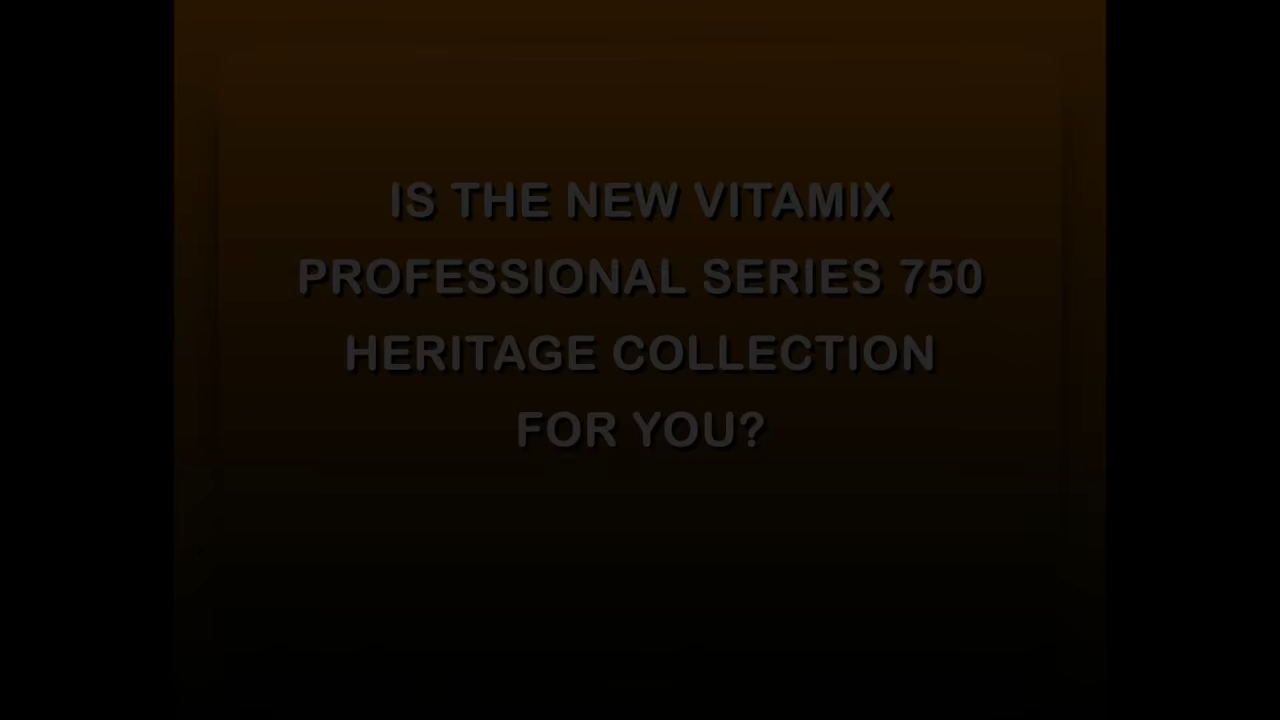 IS THE NEW VITAMIX
PROFESSIONAL SERIES 750
HERITAGE COLLECTION
FOR YOU?